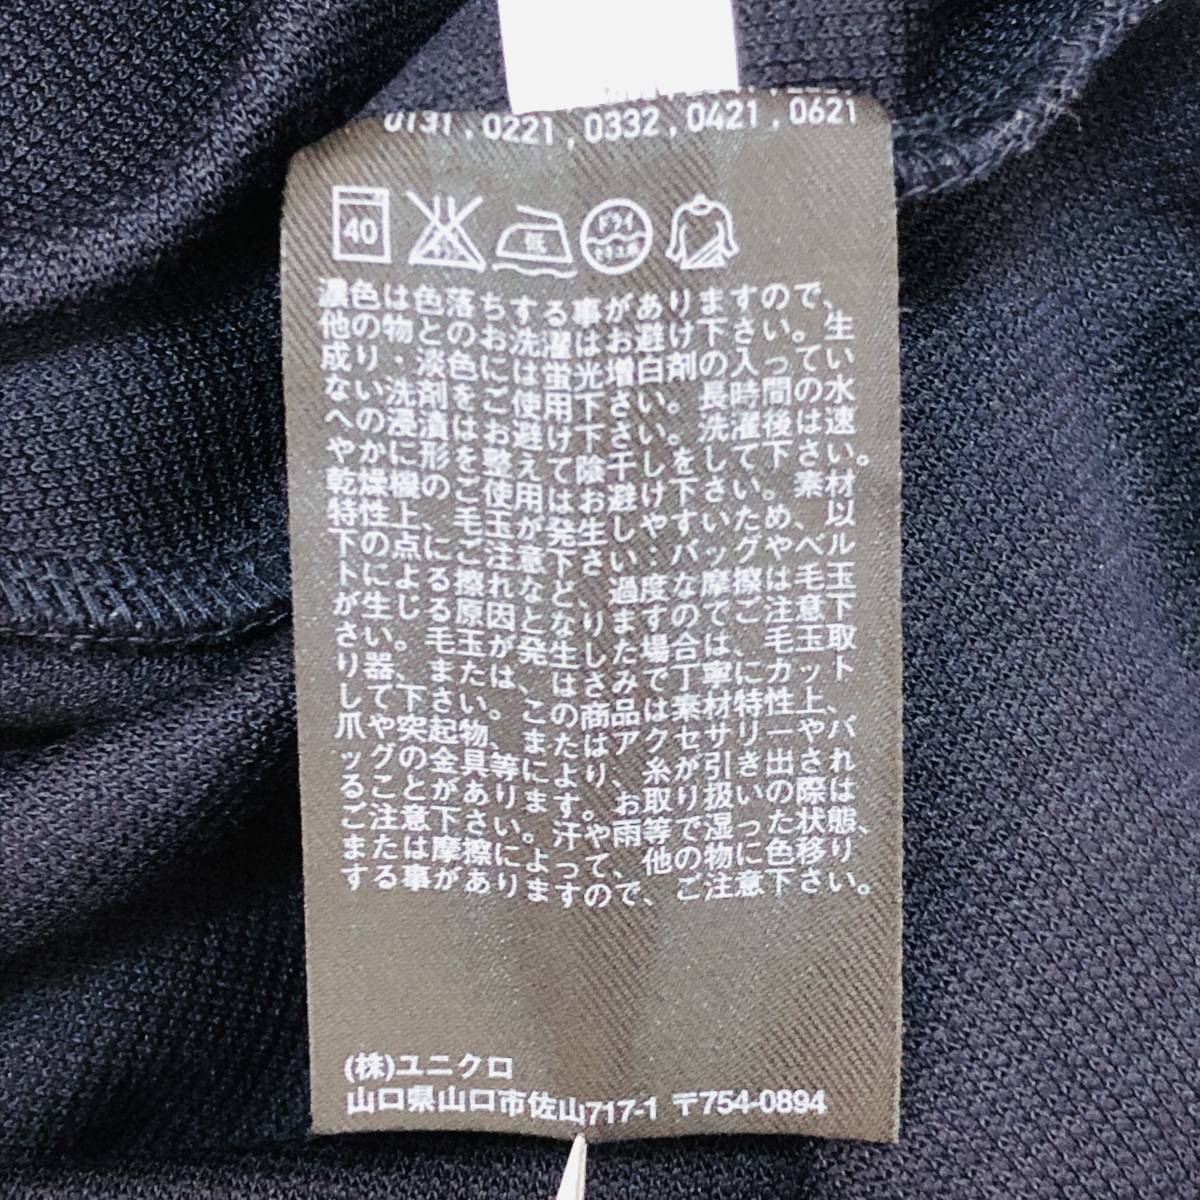 0131 , 0221 , 0332 , 0421 , 0621
40
低
ドライ
濃色は色落ちする事がありますので、
他の物とのお洗濯はお避け下さい。生
成り・淡色には蛍光増白剤の入ってい
ない洗剤をご使用下さい。長時間の水
への浸漬はお避け下さい。洗濯後は速
やかに形を整えて陰干しをして下さい。
乾燥機のご使用はお避け下さい。素材
特性上、毛玉が発生しやすいため、以
下の点にご注意下さい：バッグやベル
トによる擦れなど、過度な摩擦は毛玉
が生じる原因となりますのでご注意下
さい。毛玉が発生した場合は、毛玉取
り器、または、はさみで丁寧にカット
して下さい。この商品は素材特性上、
爪や突起物、またはアクセサリーやバ
ッグの金具等により、糸が引き出され
ることがあります。お取り扱いの際は
ご注意下さい。汗や雨等で湿った状態、
または摩擦によって、他の物に色移り
する事がありますので、ご注意下さい。
(株)ユニクロ
山口県山口市佐山717-1 〒754-0894